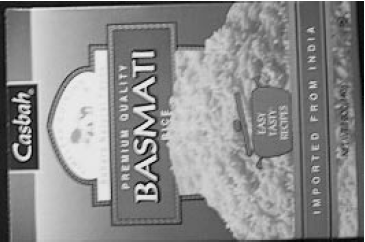 Casbah®
PREMIUM QUALITY
BASMATI
RICE
EASY
TASTY
RECIPES
IMPORTED FROM INDIA